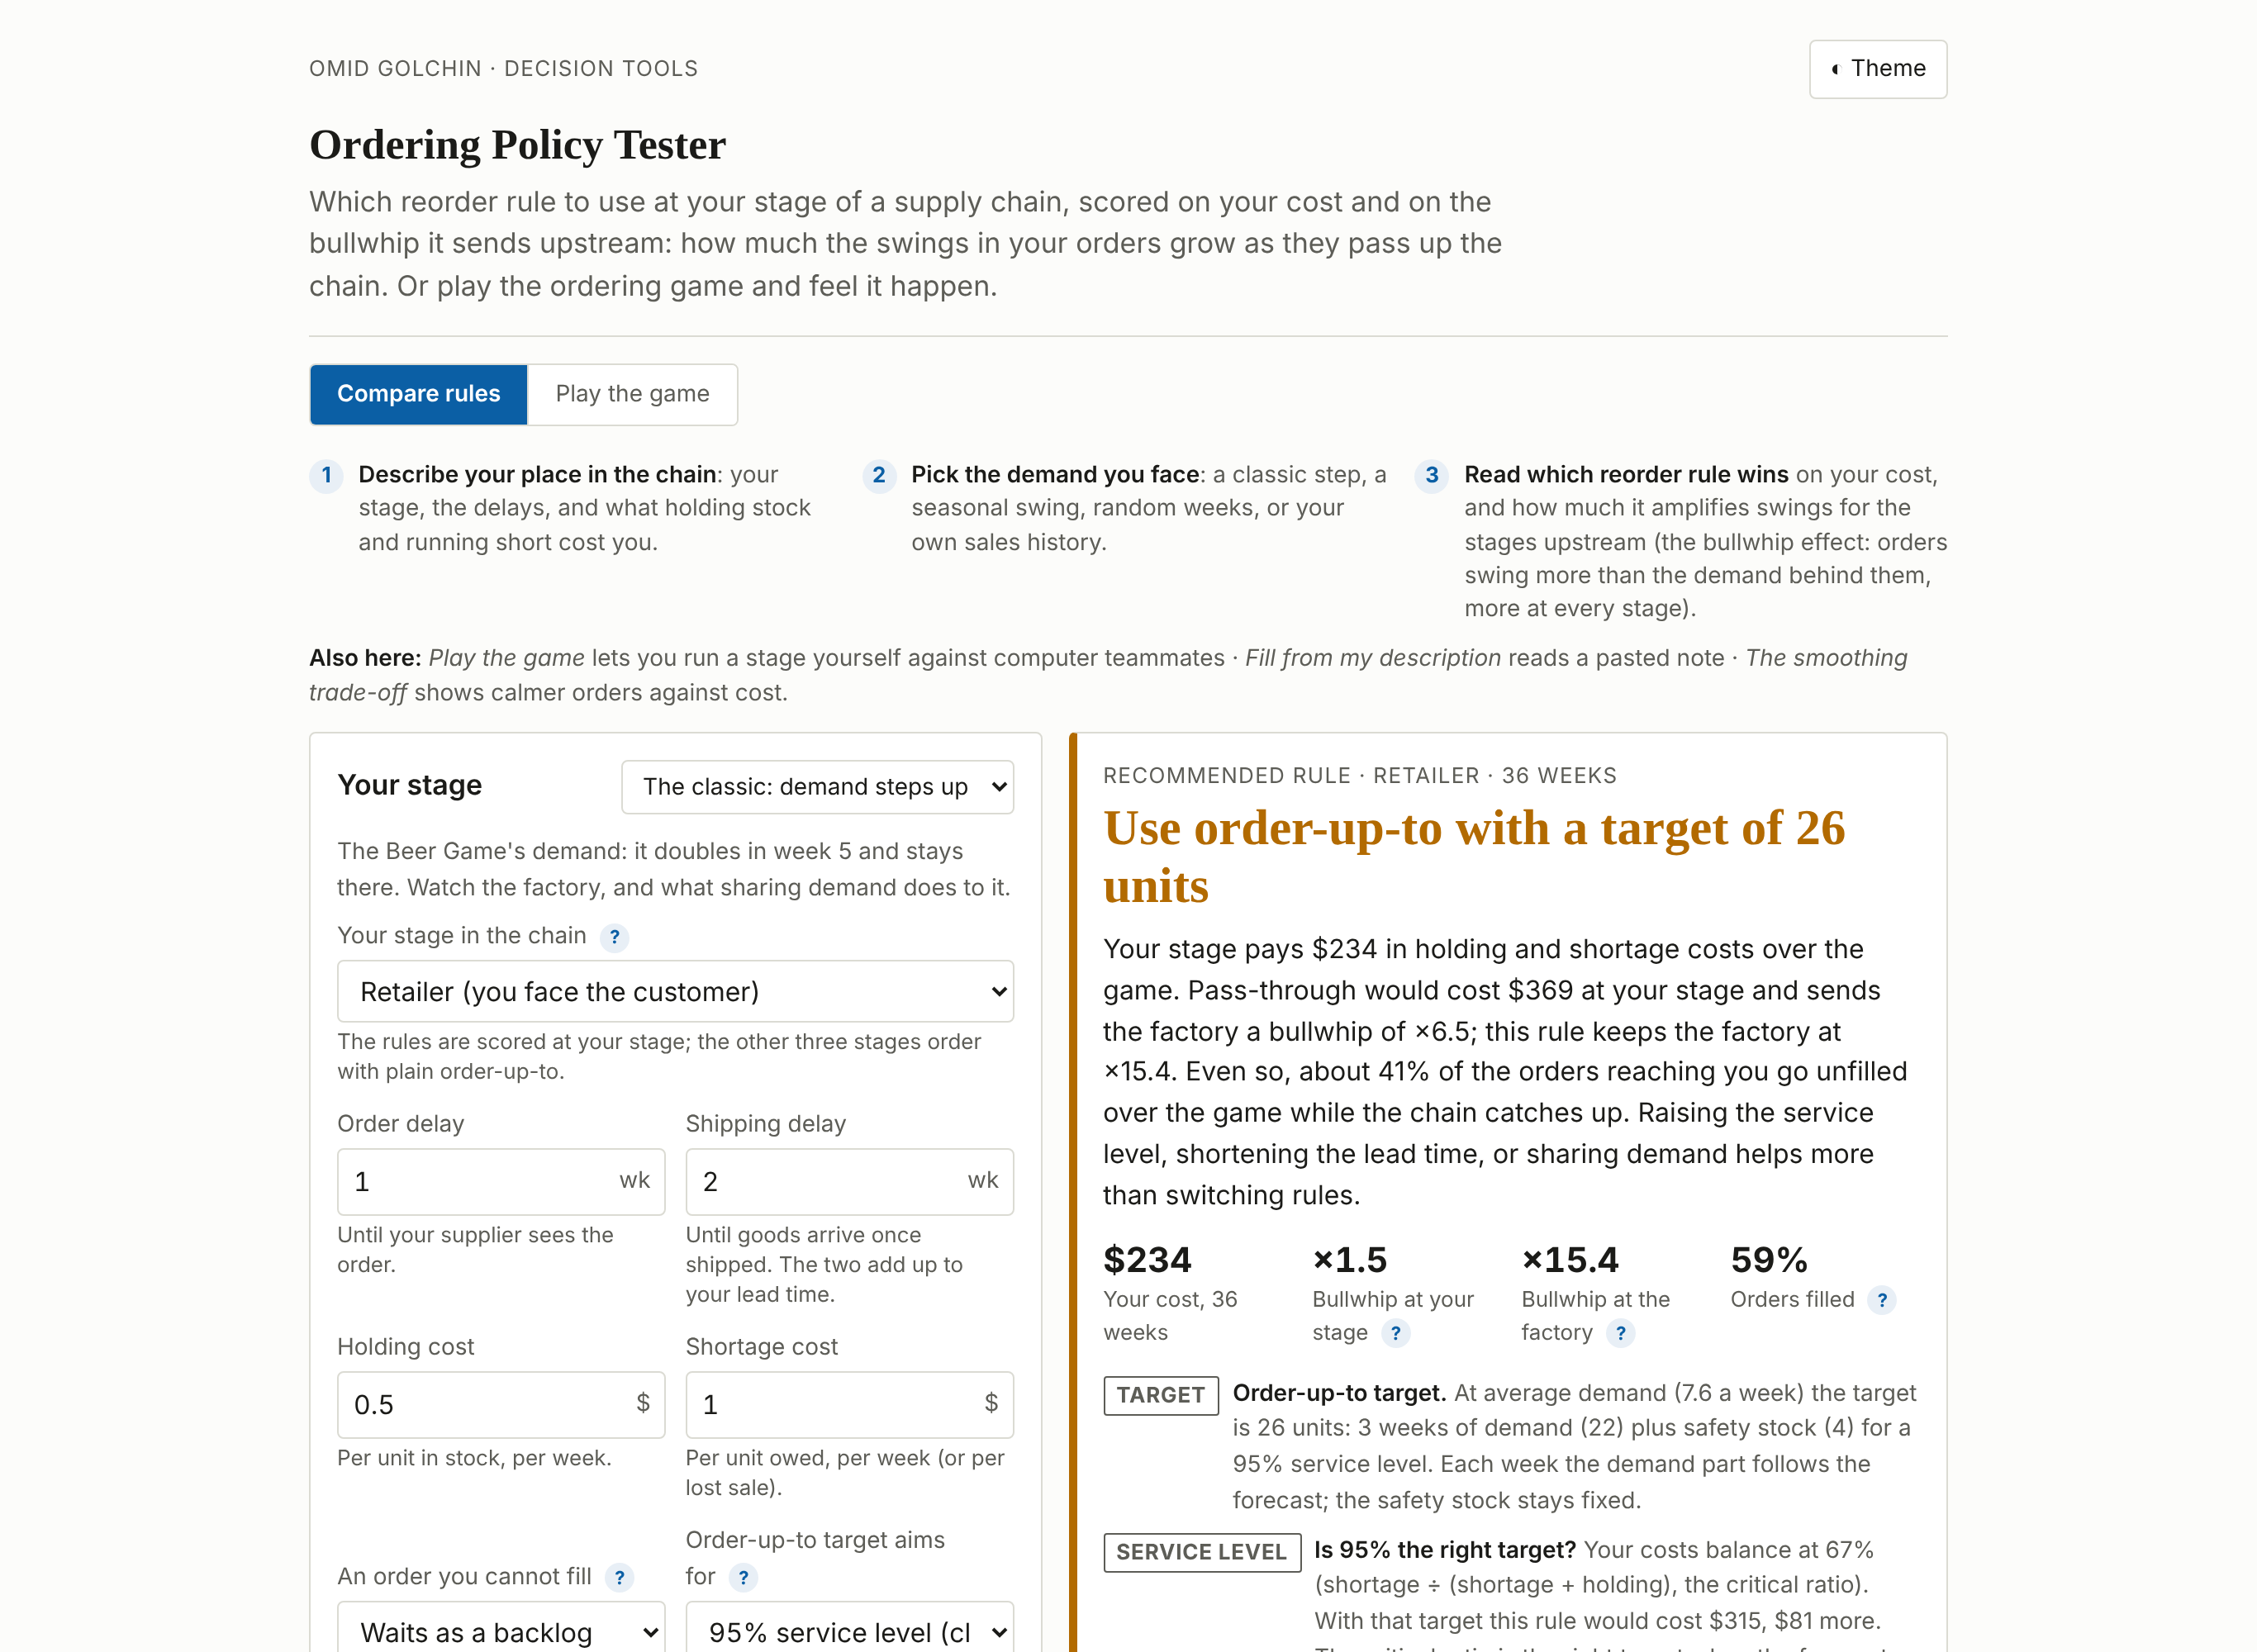 OMID GOLCHIN · DECISION TOOLS
Theme
Ordering Policy Tester
Which reorder rule to use at your stage of a supply chain, scored on your cost and on the
bullwhip it sends upstream: how much the swings in your orders grow as they pass up the
chain. Or play the ordering game and feel it happen.
Compare rules
Play the game
1 Describe your place in the chain: your
stage, the delays, and what holding stock
and running short cost you.
2 Pick the demand you face: a classic step, a
seasonal swing, random weeks, or your
own sales history.
3 Read which reorder rule wins on your cost,
and how much it amplifies swings for the
stages upstream (the bullwhip effect: orders
swing more than the demand behind them,
more at every stage).
Also here: Play the game lets you run a stage yourself against computer teammates · Fill from my description reads a pasted note · The smoothing
trade-off shows calmer orders against cost.
Your stage
The classic: demand steps up
The Beer Game's demand: it doubles in week 5 and stays
there. Watch the factory, and what sharing demand does to it.
Your stage in the chain ?
Retailer (you face the customer)
The rules are scored at your stage; the other three stages order
with plain order-up-to.
Order delay
1 wk
Until your supplier sees the
order.
Shipping delay
2 wk
Until goods arrive once
shipped. The two add up to
your lead time.
Holding cost
0.5 $
Per unit in stock, per week.
Shortage cost
1 $
Per unit owed, per week (or per
lost sale).
An order you cannot fill ?
Waits as a backlog
Order-up-to target aims
for ?
95% service level (cl
RECOMMENDED RULE · RETAILER · 36 WEEKS
Use order-up-to with a target of 26
units
Your stage pays $234 in holding and shortage costs over the
game. Pass-through would cost $369 at your stage and sends
the factory a bullwhip of ×6.5; this rule keeps the factory at
×15.4. Even so, about 41% of the orders reaching you go unfilled
over the game while the chain catches up. Raising the service
level, shortening the lead time, or sharing demand helps more
than switching rules.
$234
Your cost, 36
weeks
×1.5
Bullwhip at your
stage ?
×15.4
Bullwhip at the
factory ?
59%
Orders filled ?
TARGET
Order-up-to target. At average demand (7.6 a week) the target
is 26 units: 3 weeks of demand (22) plus safety stock (4) for a
95% service level. Each week the demand part follows the
forecast; the safety stock stays fixed.
SERVICE LEVEL
Is 95% the right target? Your costs balance at 67%
(shortage ÷ (shortage + holding), the critical ratio).
With that target this rule would cost $315, $81 more.